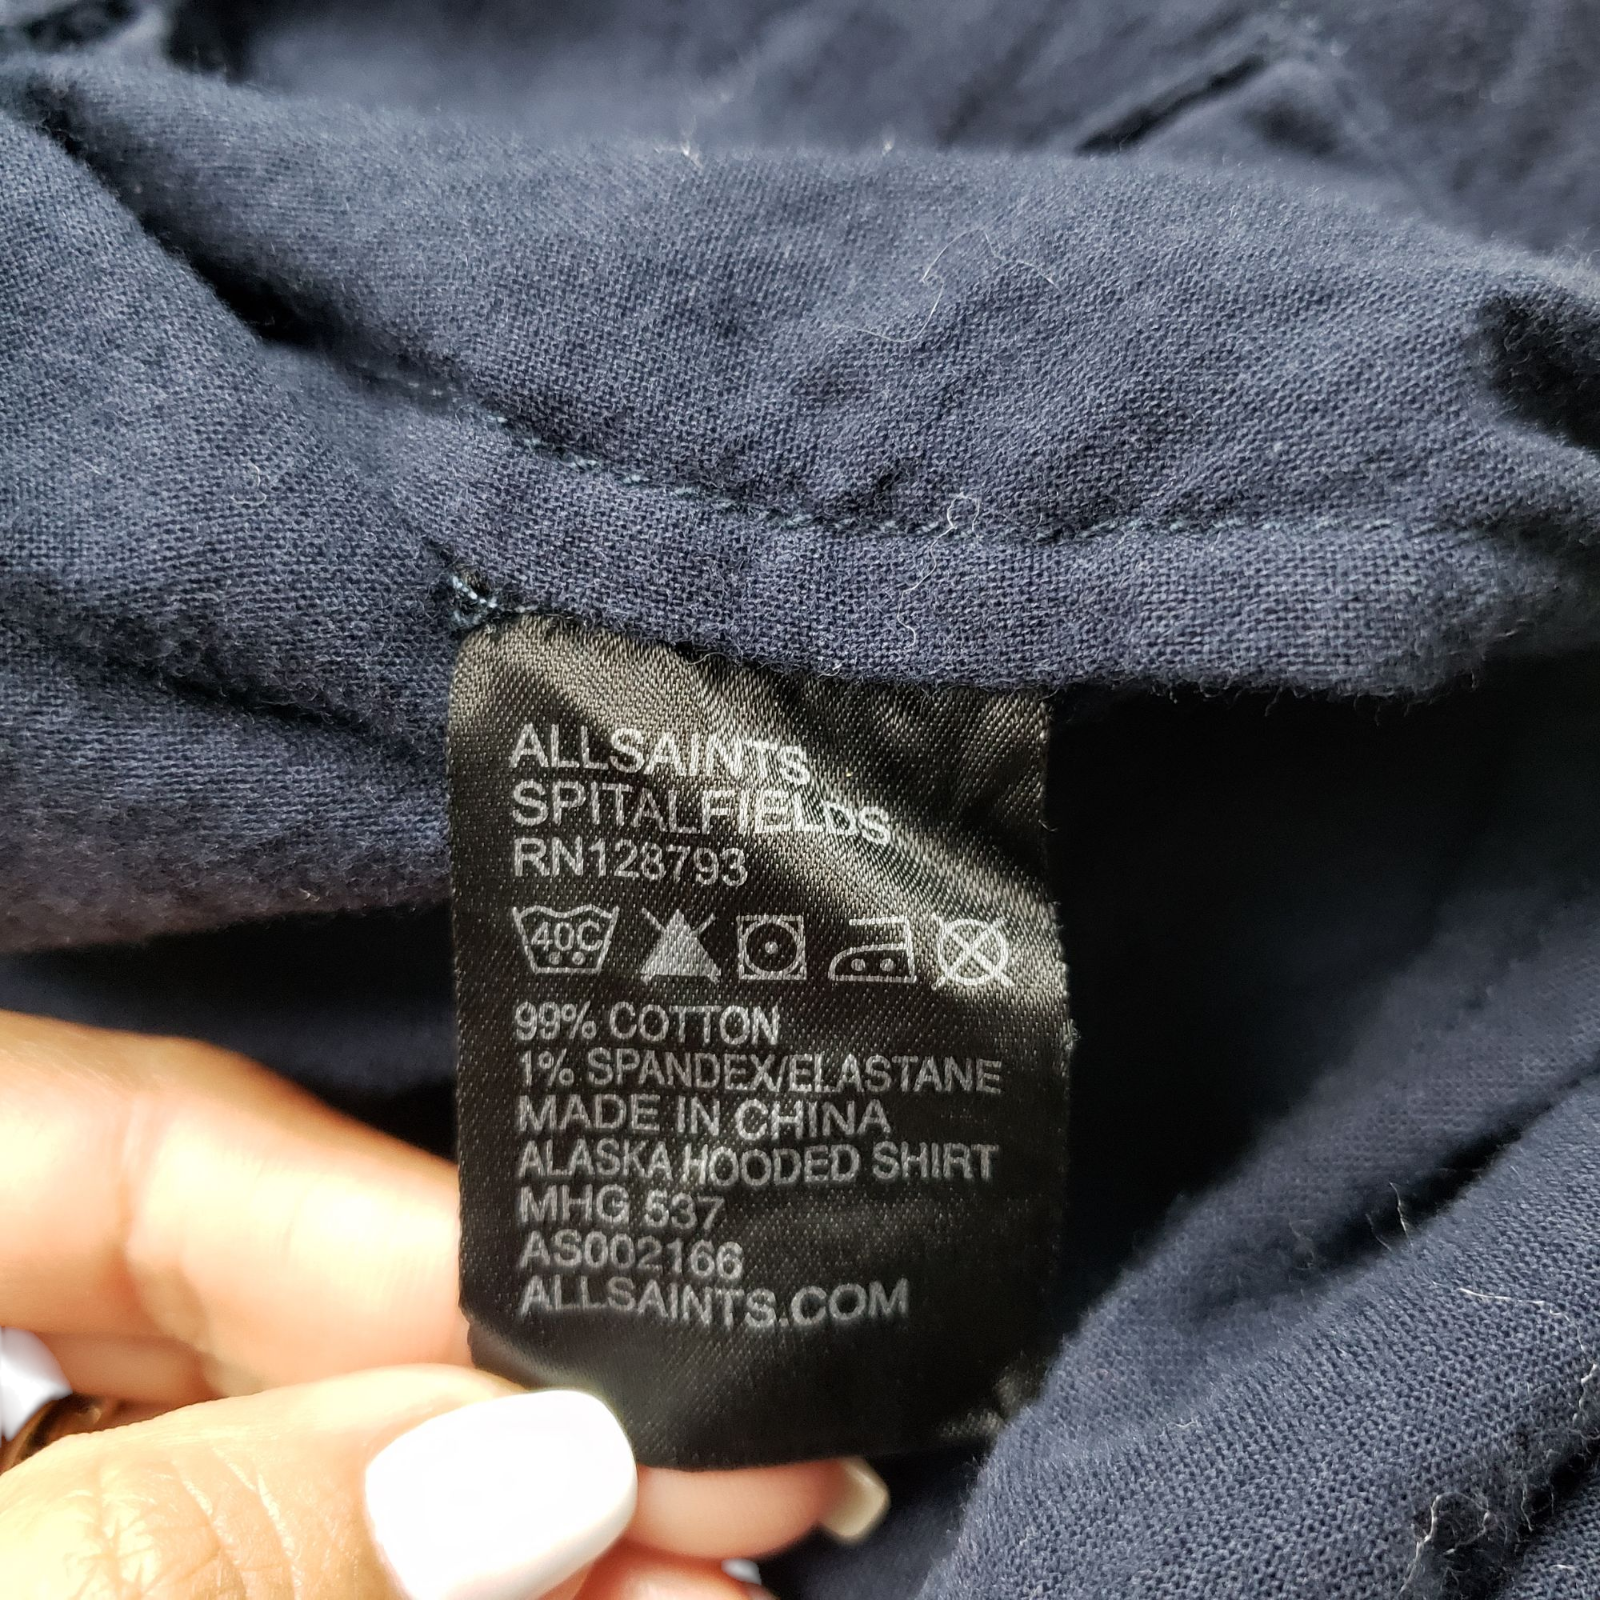 ALLSAINTS
SPITALFIELDS
RN128793
40C
99% COTTON
1% SPANDEX/ELASTANE
MADE IN CHINA
ALASKA HOODED SHIRT
MHG 537
AS002166
ALLSAINTS.COM